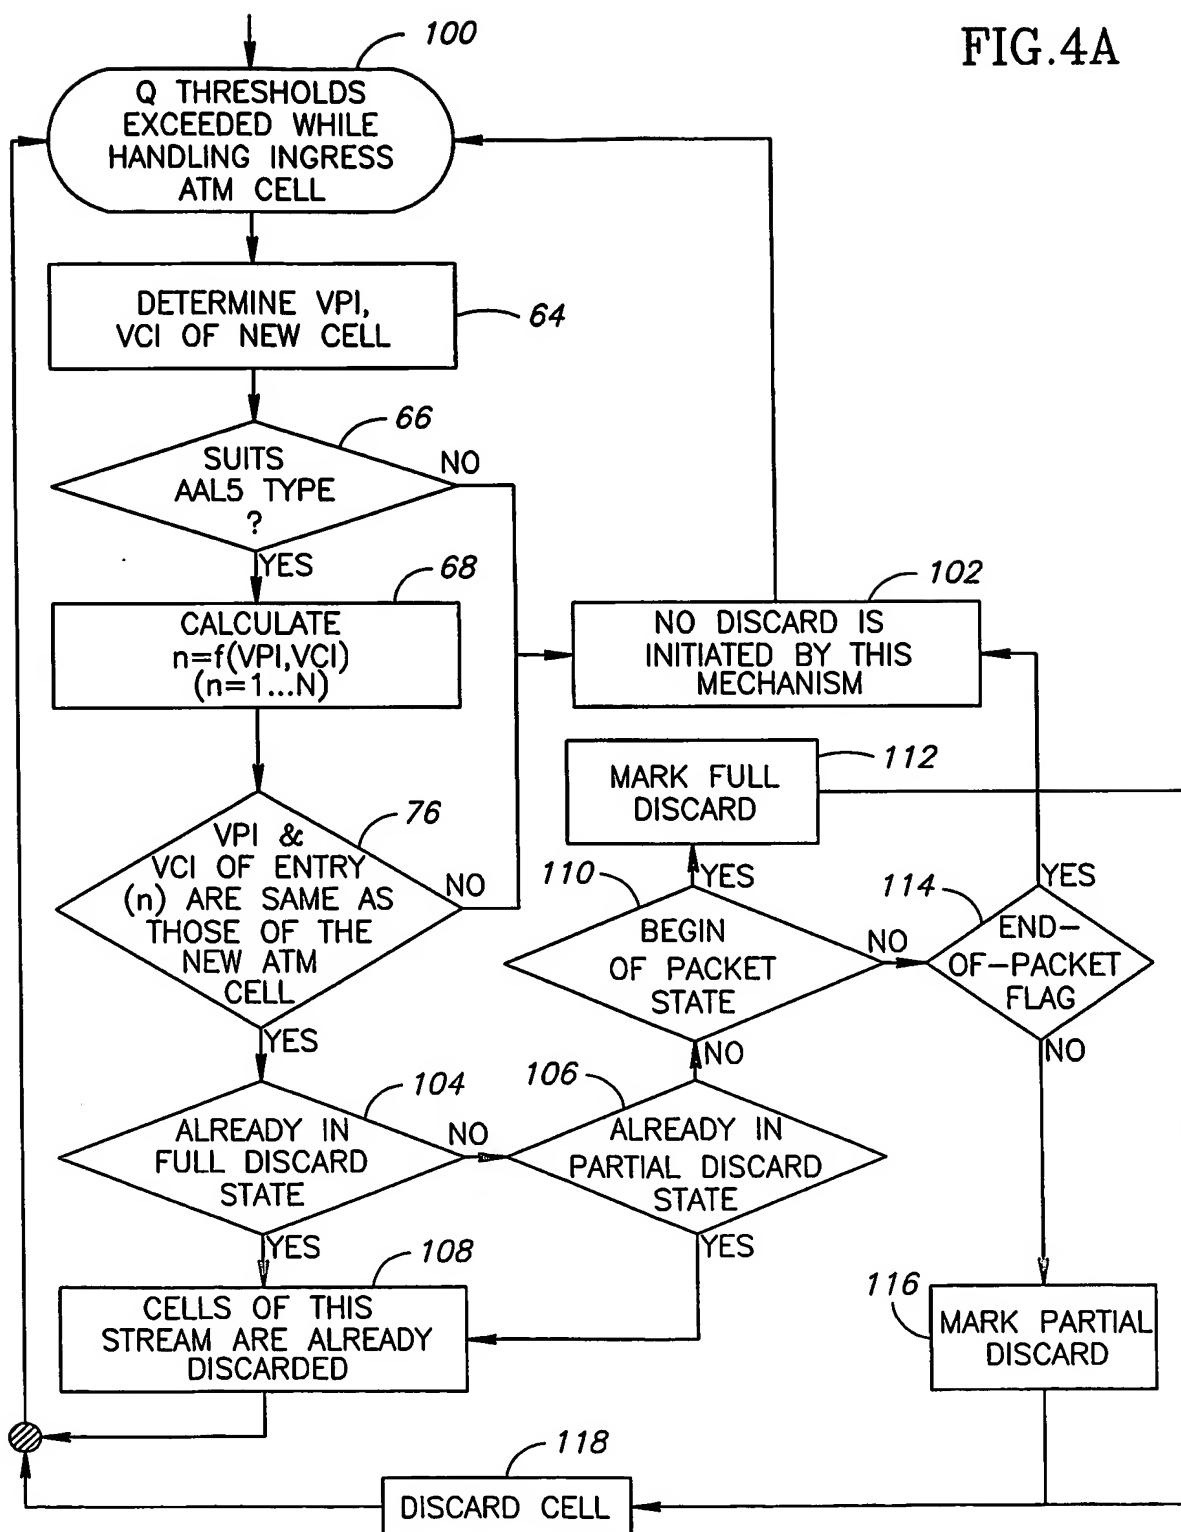 FIG.4A
100
Q THRESHOLDS
EXCEEDED WHILE
HANDLING INGRESS
ATM CELL
DETERMINE VPI,
VCI OF NEW CELL
64
66
SUITS
AAL5 TYPE
?
NO
YES
68
CALCULATE
n=f(VPI,VCI)
(n=1...N)
102
NO DISCARD IS
INITIATED BY THIS
MECHANISM
112
MARK FULL
DISCARD
76
VPI &
VCI OF ENTRY
(n) ARE SAME AS
THOSE OF THE
NEW ATM
CELL
NO
YES
110
YES
BEGIN
OF PACKET
STATE
NO
114
YES
END-
OF-PACKET
FLAG
NO
NO
104
ALREADY IN
FULL DISCARD
STATE
NO
YES
106
ALREADY IN
PARTIAL DISCARD
STATE
YES
108
CELLS OF THIS
STREAM ARE ALREADY
DISCARDED
116
MARK PARTIAL
DISCARD
118
DISCARD CELL